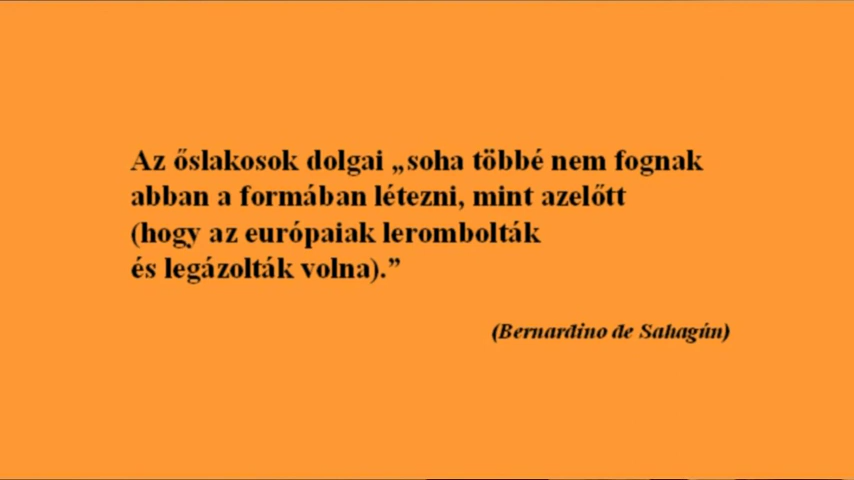 Az őslakosok dolgai „soha többé nem fognak
abban a formában létezni, mint azelőtt
(hogy az európaiak lerombolták
és legázolták volna).”
(Bernardino de Sahagún)